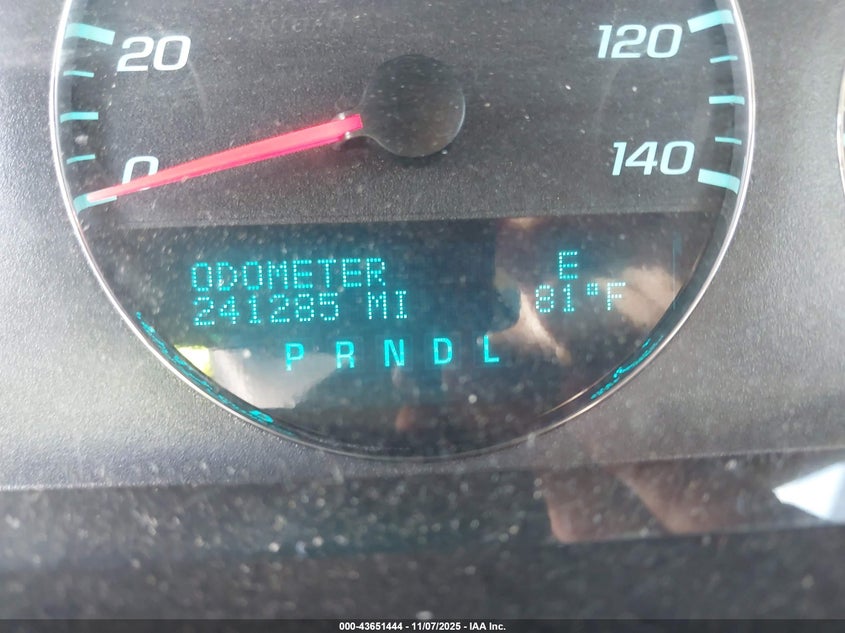 20 120
0 140
ODOMETER E
241285 MI 81°F
P R N D L
000-43651444 - 11/07/2025 - IAA Inc.